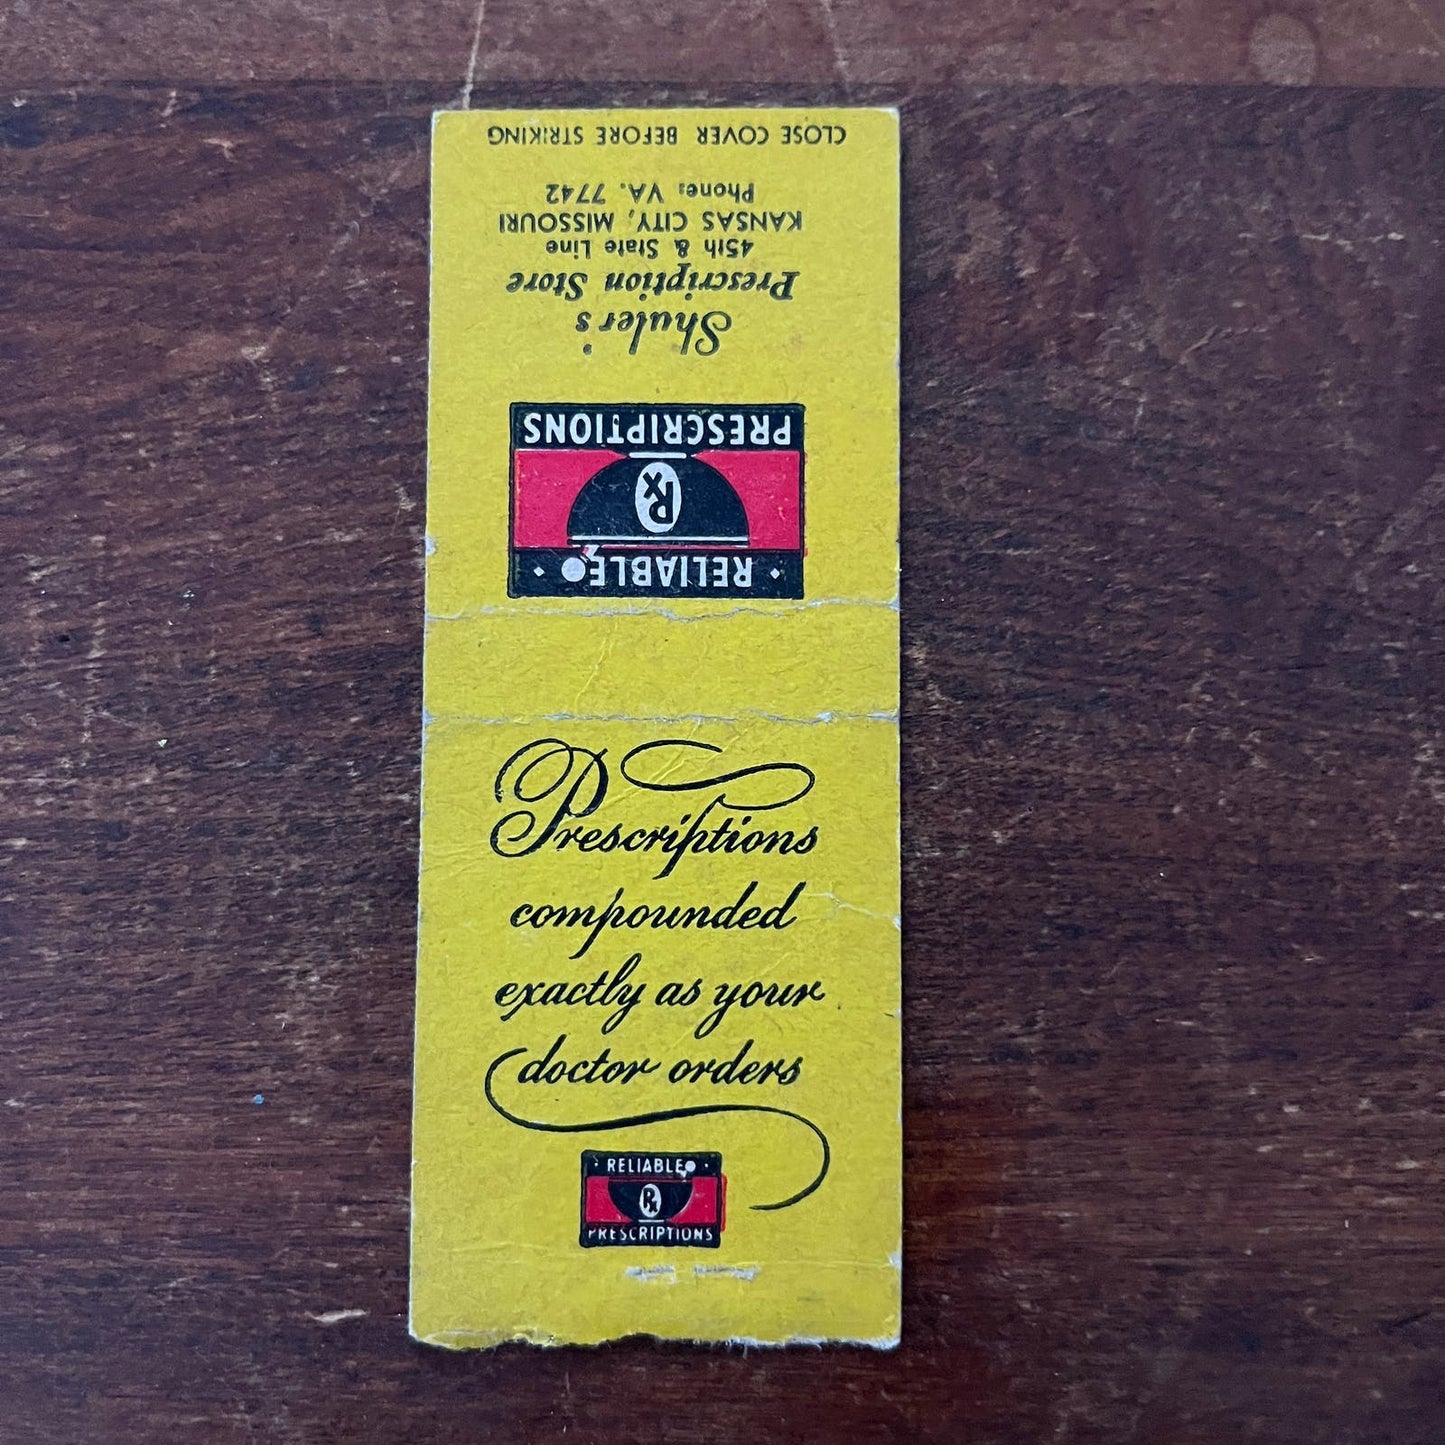 CLOSE COVER BEFORE STRIKING
Phone: VA. 7742
KANSAS CITY, MISSOURI
45th & State Line
Prescription Store
Shuler's
PRESCRIPTIONS
Rx
RELIABLE
Prescriptions
compounded
exactly as your
doctor orders
RELIABLE
Rx
PRESCRIPTIONS